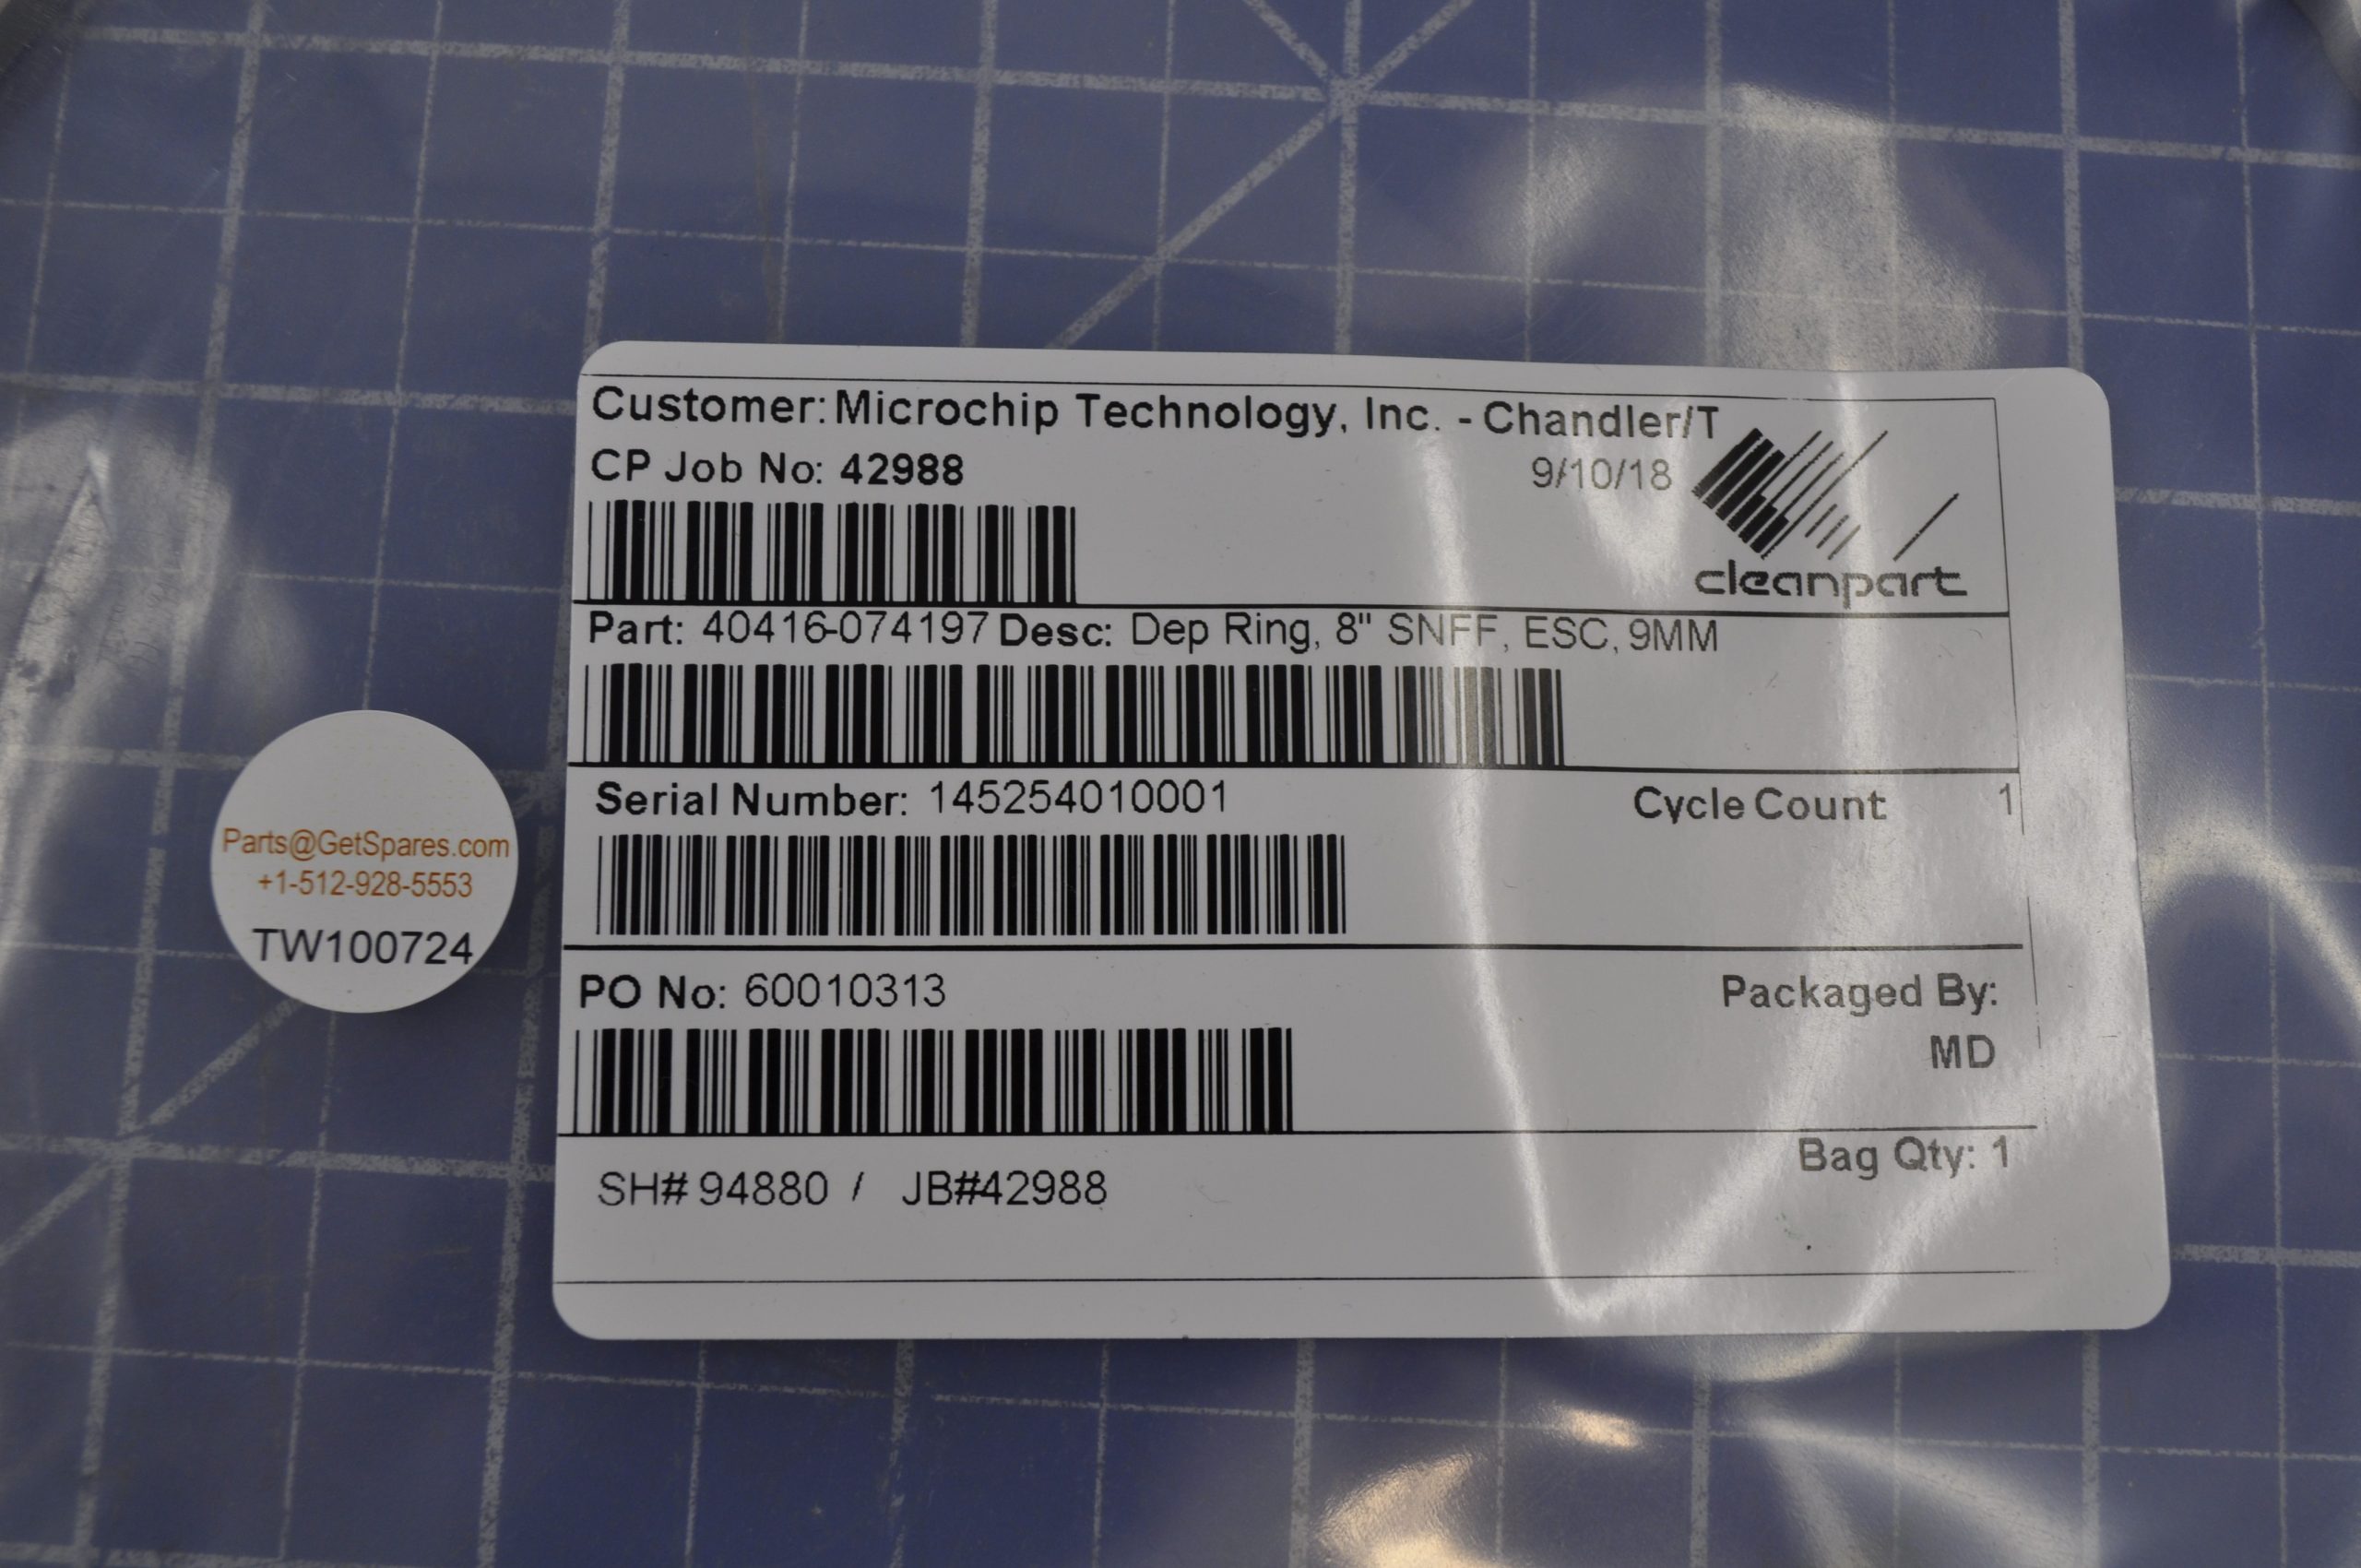 Customer: Microchip Technology, Inc. - Chandler/T
CP Job No: 42988
9/10/18
cleanpart
Part: 40416-074197 Desc: Dep Ring, 8" SNFF, ESC, 9MM
Serial Number: 145254010001
Cycle Count 1
PO No: 60010313
Packaged By:
MD
Bag Qty: 1
SH# 94880 / JB#42988
Parts@GetSpares.com
+1-512-928-5553
TW100724